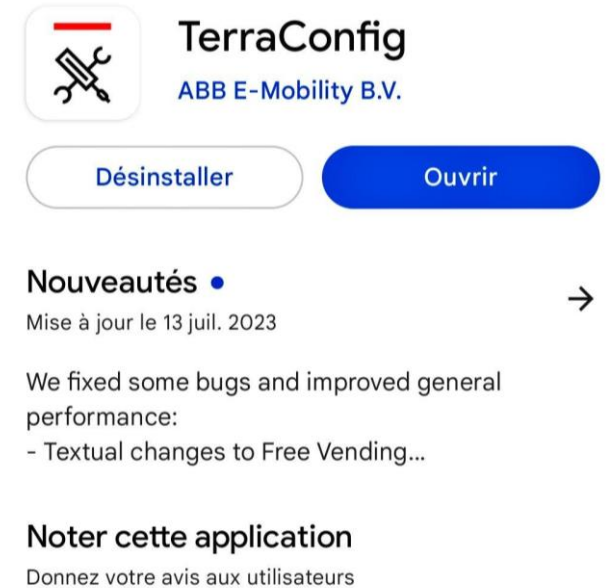 TerraConfig
ABB E-Mobility B.V.
Désinstaller
Ouvrir
Nouveautés
Mise à jour le 13 juil. 2023
We fixed some bugs and improved general
performance:
- Textual changes to Free Vending...
Noter cette application
Donnez votre avis aux utilisateurs